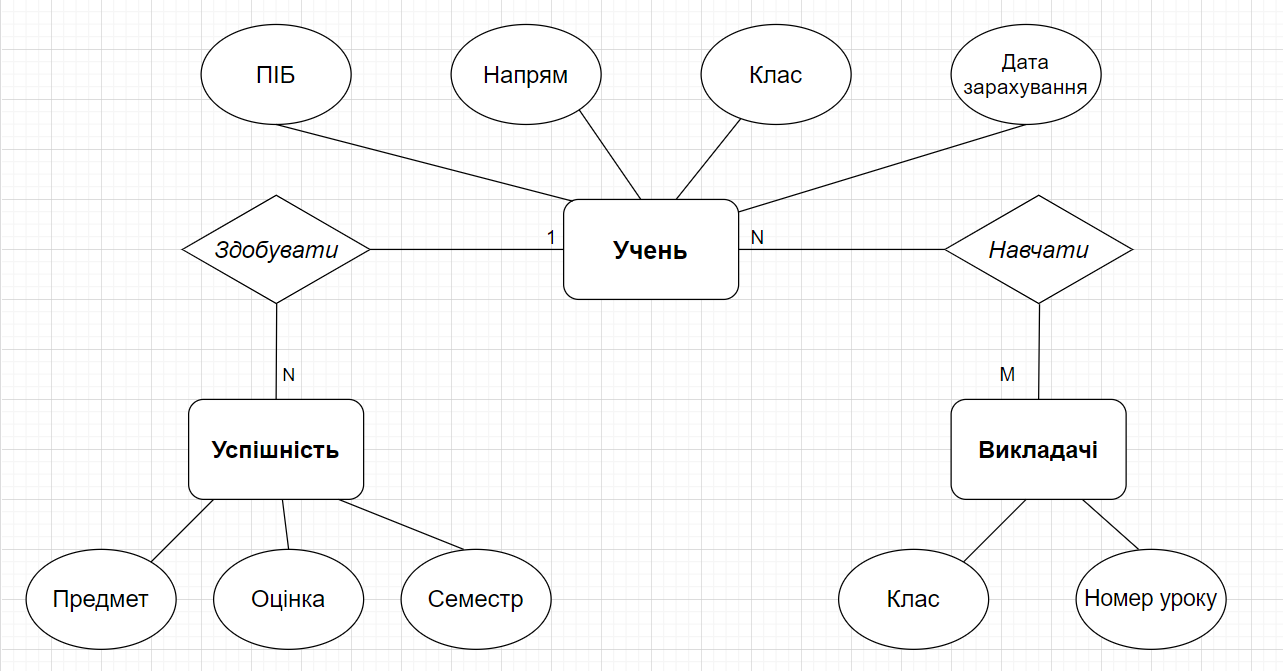 ПІБ
Напрям
Клас
Дата
зарахування
Здобувати
1
Учень
N
Навчати
N
M
Успішність
Викладачі
Предмет
Оцінка
Семестр
Клас
Номер уроку